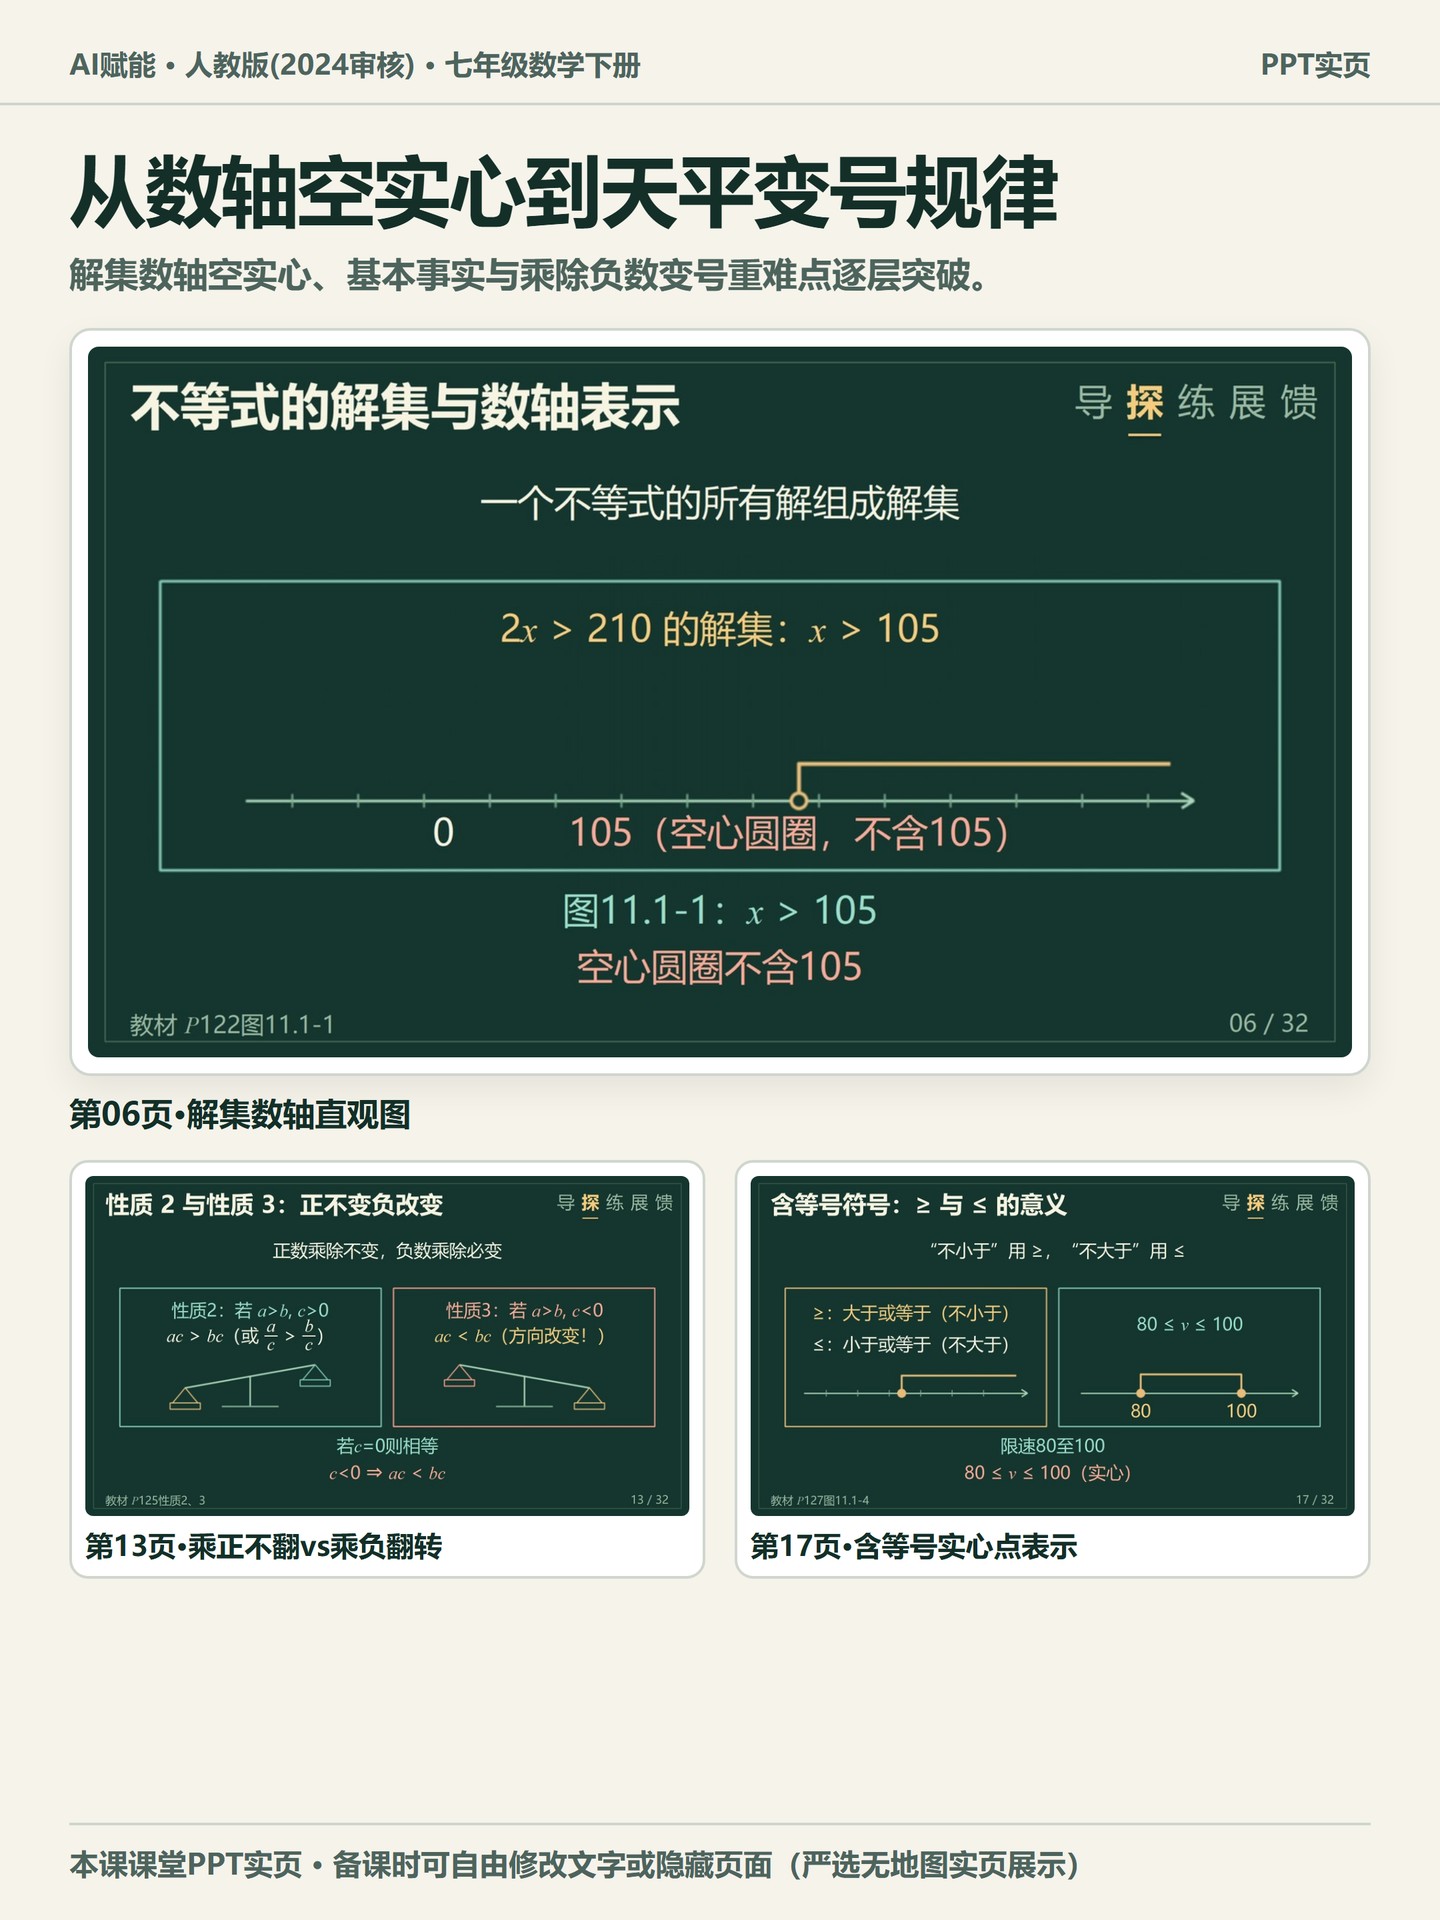 AI赋能 • 人教版(2024审核) • 七年级数学下册
PPT实页
从数轴空实心到天平变号规律
解集数轴空实心、基本事实与乘除负数变号重难点逐层突破。
不等式的解集与数轴表示
导 探 练 展 馈
一个不等式的所有解组成解集
2x > 210 的解集：x > 105
0
105（空心圆圈，不含105）
图11.1-1：x > 105
空心圆圈不含105
教材 P122图11.1-1
06 / 32
第06页•解集数轴直观图
性质 2 与性质 3：正不变负改变
导 探 练 展 馈
正数乘除不变，负数乘除必变
性质2：若 a>b, c>0
ac > bc（或 a/c > b/c）
性质3：若 a>b, c<0
ac < bc（方向改变！）
若c=0则相等
c<0 ⇒ ac < bc
教材 P125性质2、3
13 / 32
第13页•乘正不翻vs乘负翻转
含等号符号：≥ 与 ≤ 的意义
导 探 练 展 馈
“不小于”用 ≥，“不大于”用 ≤
≥：大于或等于（不小于）
≤：小于或等于（不大于）
80 ≤ v ≤ 100
80
100
限速80至100
80 ≤ v ≤ 100（实心）
教材 P127图11.1-4
17 / 32
第17页•含等号实心点表示
本课课堂PPT实页 • 备课时可自由修改文字或隐藏页面（严选无地图实页展示）